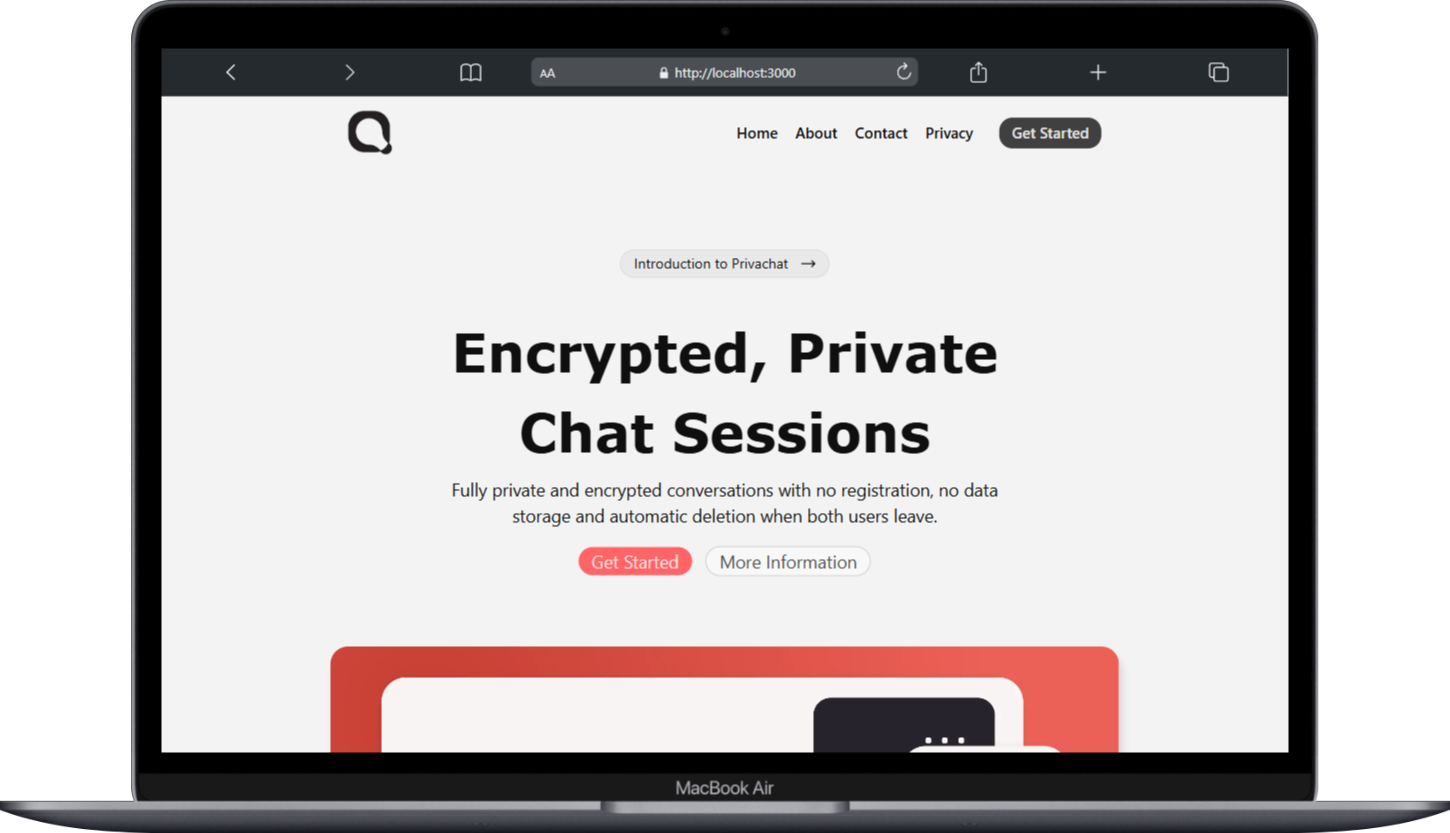 AA
http://localhost:3000
Home About Contact Privacy Get Started
Introduction to Privachat →
Encrypted, Private
Chat Sessions
Fully private and encrypted conversations with no registration, no data
storage and automatic deletion when both users leave.
Get Started More Information
MacBook Air